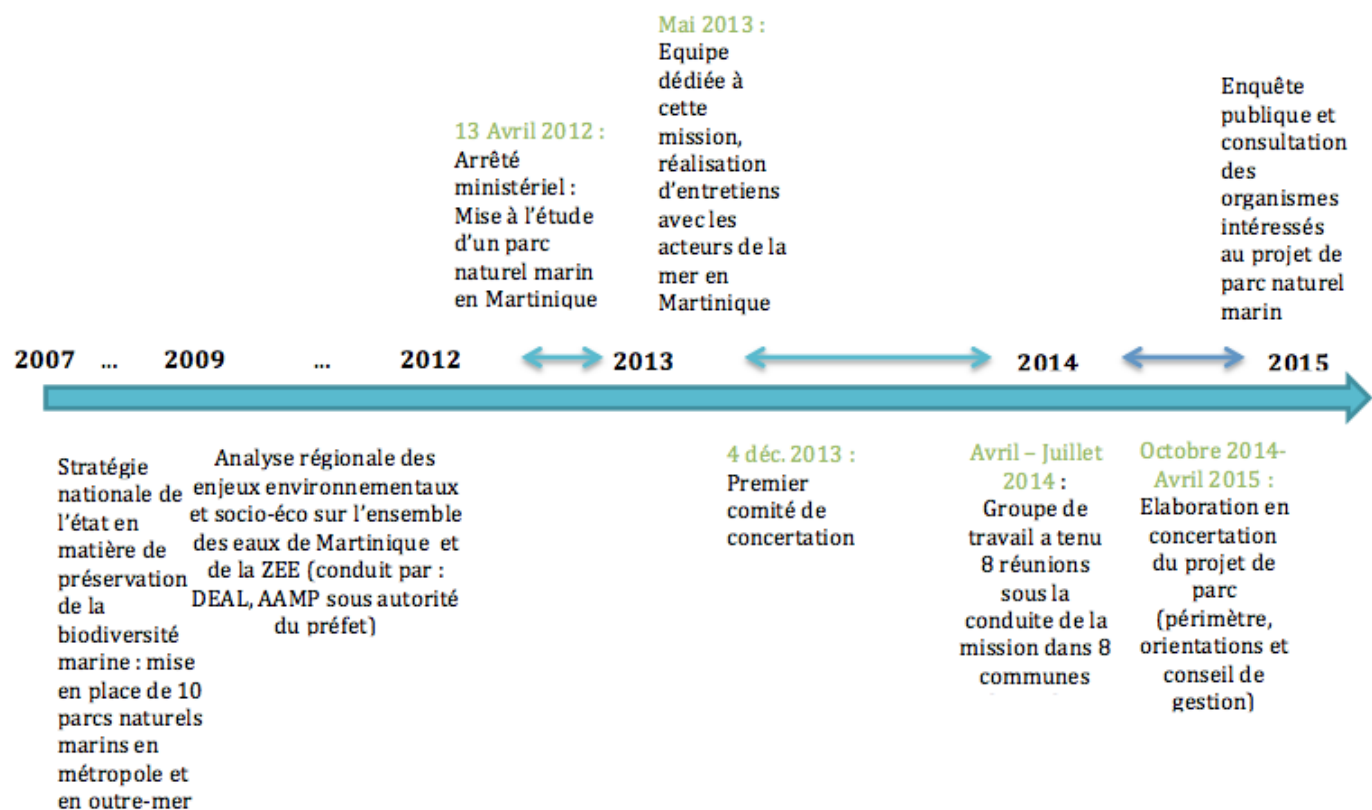 Mai 2013 :
Equipe
dédiée à
cette
mission,
réalisation
d'entretiens
avec les
acteurs de la
mer en
Martinique
13 Avril 2012 :
Arrêté
ministériel :
Mise à l'étude
d'un parc
naturel marin
en Martinique
Enquête
publique et
consultation
des
organismes
intéressés
au projet de
parc naturel
marin
2007 ... 2009 ... 2012 2013 2014 2015
Stratégie
nationale de
l'état en
matière de
préservation
de la
biodiversité
marine : mise
en place de 10
parcs naturels
marins en
métropole et
en outre-mer
Analyse régionale des
enjeux environnementaux
et socio-éco sur l'ensemble
des eaux de Martinique et
de la ZEE (conduit par :
DEAL, AAMP sous autorité
du préfet)
4 déc. 2013 :
Premier
comité de
concertation
Avril – Juillet
2014 :
Groupe de
travail a tenu
8 réunions
sous la
conduite de la
mission dans 8
communes
Octobre 2014-
Avril 2015 :
Elaboration en
concertation
du projet de
parc
(périmètre,
orientations et
conseil de
gestion)